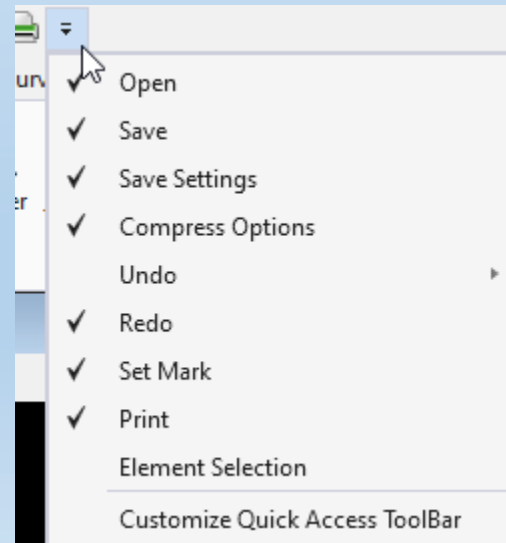 Open
Save
Save Settings
Compress Options
Undo
Redo
Set Mark
Print
Element Selection
Customize Quick Access ToolBar